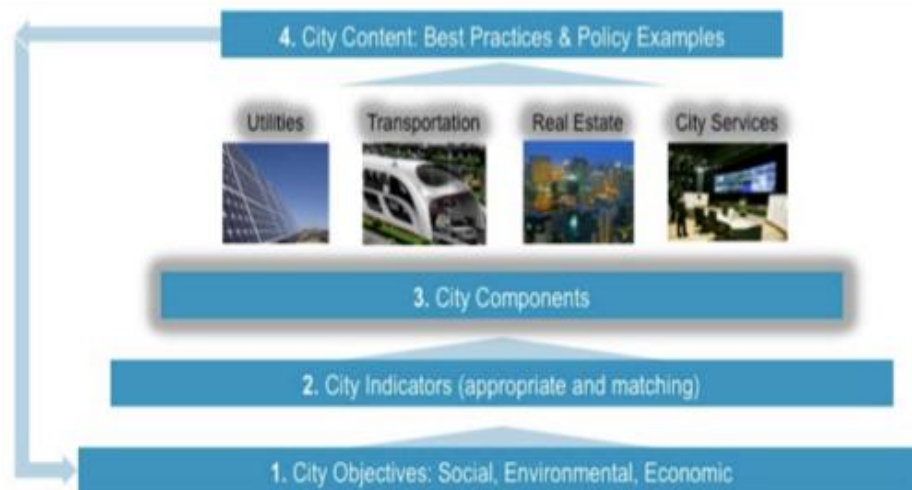 4. City Content: Best Practices & Policy Examples
Utilities
Transportation
Real Estate
City Services
3. City Components
2. City Indicators (appropriate and matching)
1. City Objectives: Social, Environmental, Economic